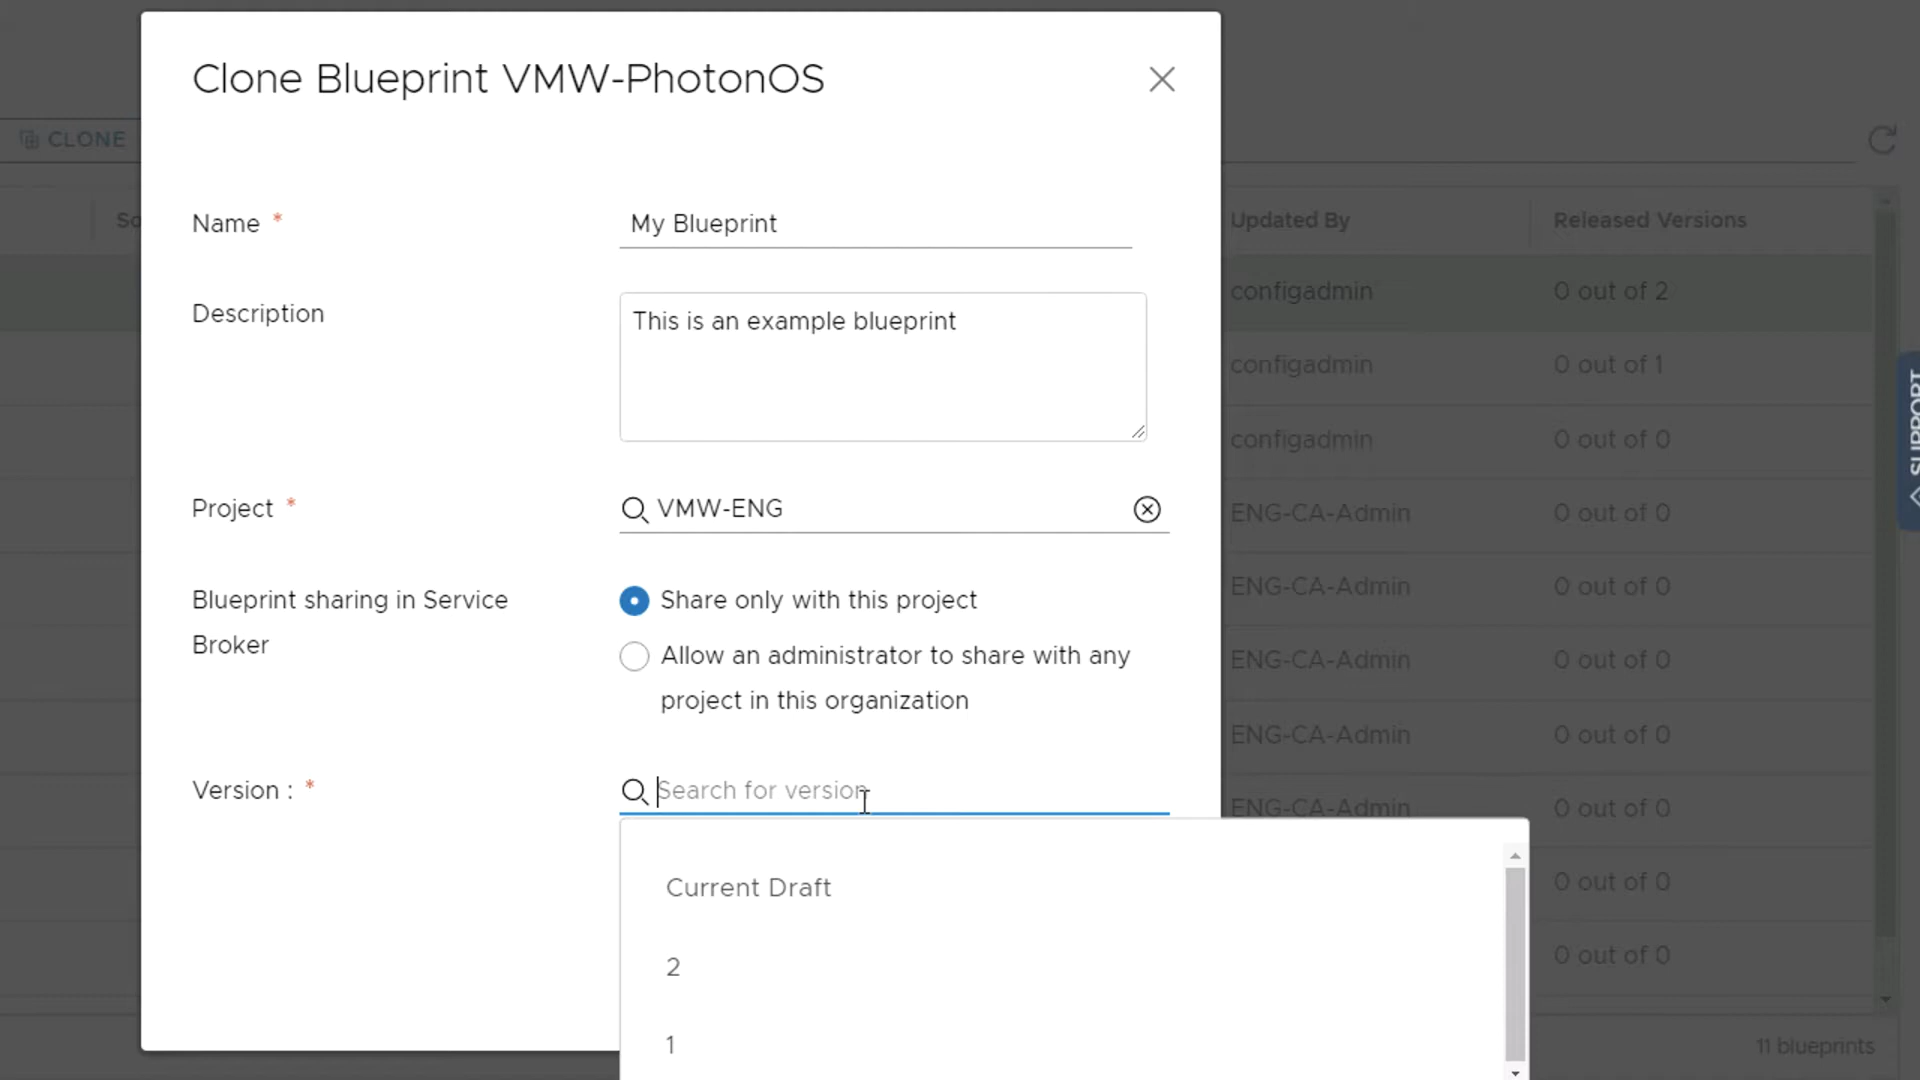 Clone Blueprint VMW-PhotonOS
CLONE
So
Updated By
Released Versions
Name *
My Blueprint
configadmin
0 out of 2
Description
This is an example blueprint
configadmin
0 out of 1
configadmin
0 out of 0
SUPPORT
Project *
VMW-ENG
ENG-CA-Admin
0 out of 0
Blueprint sharing in Service
Broker
Share only with this project
ENG-CA-Admin
0 out of 0
Allow an administrator to share with any
project in this organization
ENG-CA-Admin
0 out of 0
ENG-CA-Admin
0 out of 0
Version : *
Search for version
ENG-CA-Admin
0 out of 0
Current Draft
0 out of 0
2
0 out of 0
1
11 blueprints